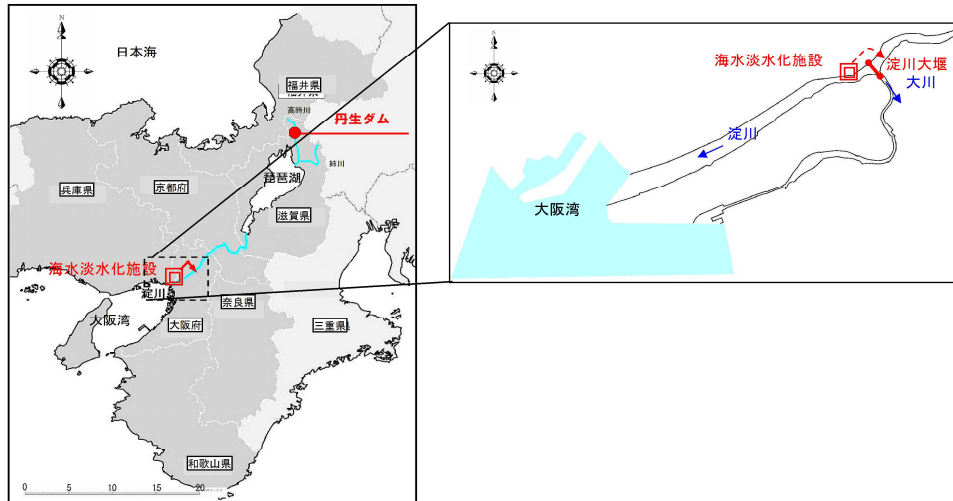 N
日本海
福井県
高時川
丹生ダム
姉川
琵琶湖
兵庫県
京都府
滋賀県
海水淡水化施設
淀川
大阪湾
大阪府
奈良県
三重県
和歌山県
0 5 10 15 20
N
海水淡水化施設
淀川大堰
大川
淀川
大阪湾